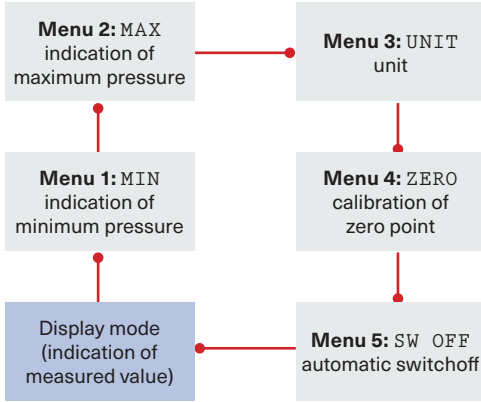 Menu 2: MAX
indication of
maximum pressure
Menu 3: UNIT
unit
Menu 1: MIN
indication of
minimum pressure
Menu 4: ZERO
calibration of
zero point
Display mode
(indication of
measured value)
Menu 5: SW OFF
automatic switchoff